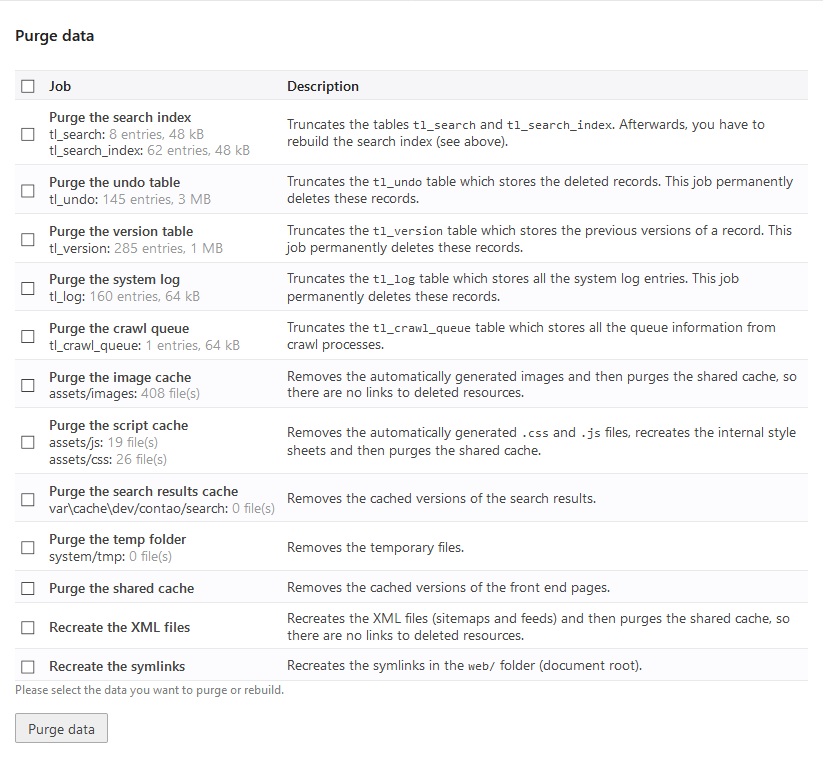 Purge data
Job Description
Purge the search index
tl_search: 8 entries, 48 kB
tl_search_index: 62 entries, 48 kB
Truncates the tables tl_search and tl_search_index. Afterwards, you have to
rebuild the search index (see above).
Purge the undo table
tl_undo: 145 entries, 3 MB
Truncates the tl_undo table which stores the deleted records. This job permanently
deletes these records.
Purge the version table
tl_version: 285 entries, 1 MB
Truncates the tl_version table which stores the previous versions of a record. This
job permanently deletes these records.
Purge the system log
tl_log: 160 entries, 64 kB
Truncates the tl_log table which stores all the system log entries. This job
permanently deletes these records.
Purge the crawl queue
tl_crawl_queue: 1 entries, 64 kB
Truncates the tl_crawl_queue table which stores all the queue information from
crawl processes.
Purge the image cache
assets/images: 408 file(s)
Removes the automatically generated images and then purges the shared cache, so
there are no links to deleted resources.
Purge the script cache
assets/js: 19 file(s)
assets/css: 26 file(s)
Removes the automatically generated .css and .js files, recreates the internal style
sheets and then purges the shared cache.
Purge the search results cache
var\cache\dev/contao/search: 0 file(s)
Removes the cached versions of the search results.
Purge the temp folder
system/tmp: 0 file(s)
Removes the temporary files.
Purge the shared cache
Removes the cached versions of the front end pages.
Recreate the XML files
Recreates the XML files (sitemaps and feeds) and then purges the shared cache, so
there are no links to deleted resources.
Recreate the symlinks
Recreates the symlinks in the web/ folder (document root).
Please select the data you want to purge or rebuild.
Purge data